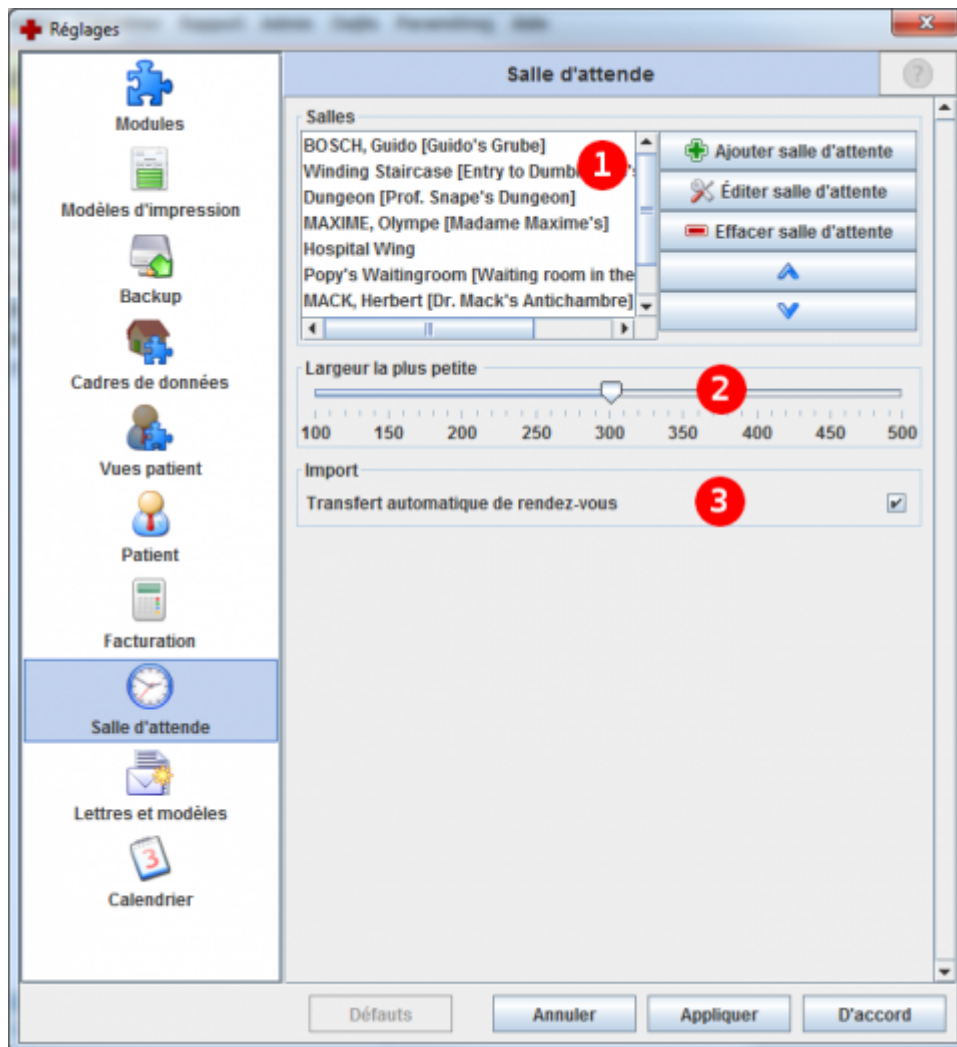 Réglages
Modules
Modèles d'impression
Backup
Cadres de données
Vues patient
Patient
Facturation
Salle d'attende
Lettres et modèles
3
Calendrier
Salle d'attende
?
Salles
BOSCH, Guido [Guido's Grube]
Winding Staircase [Entry to
Dungeon [Prof. Snape's Dungeon]
MAXIME, Olympe [Madame Maxime's]
Hospital Wing
Popy's Waitingroom [Waiting room in the
MACK, Herbert [Dr. Mack's Antichambre]
1
Ajouter salle d'attente
Éditer salle d'attente
Effacer salle d'attente
Largeur la plus petite
2
100 150 200 250 300 350 400 450 500
Import
Transfert automatique de rendez-vous
3
Défauts
Annuler
Appliquer
D'accord